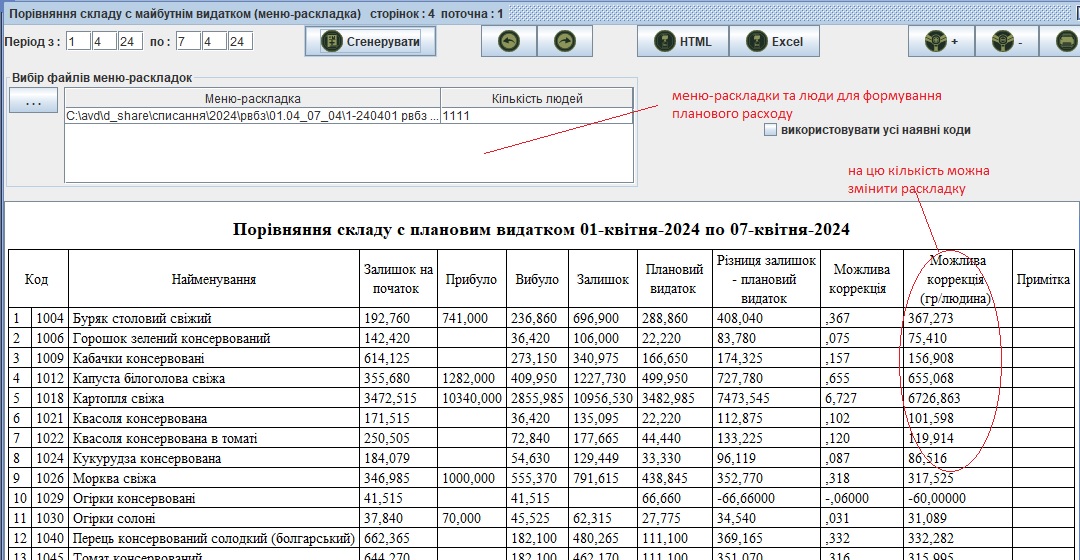 Порівняння складу с майбутнім видатком (меню-раскладка) сторінок : 4 поточна : 1
Період з : 1 4 24 по : 7 4 24 Сгенерувати HTML Excel + -
Вибір файлів меню-раскладок
...
Меню-раскладка Кількість людей
C:\avd\d_share\списання\2024\рвбз\01.04_07_04\1-240401 рвбз ... 1111
меню-раскладки та люди для формування
планового расходу
використовувати усі наявні коди
на цю кількість можна
змінити раскладку
Порівняння складу с плановим видатком 01-квітня-2024 по 07-квітня-2024
Код Найменування Залишок на початок Прибуло Вибуло Залишок Плановий видаток Різниця залишок - плановий видаток Можлива коррекція Можлива коррекція (гр/людина) Примітка
1 1004 Буряк столовий свіжий 192,760 741,000 236,860 696,900 288,860 408,040 ,367 367,273
2 1006 Горошок зелений консервований 142,420 36,420 106,000 22,220 83,780 ,075 75,410
3 1009 Кабачки консервовані 614,125 273,150 340,975 166,650 174,325 ,157 156,908
4 1012 Капуста білоголова свіжа 355,680 1282,000 409,950 1227,730 499,950 727,780 ,655 655,068
5 1018 Картопля свіжа 3472,515 10340,000 2855,985 10956,530 3482,985 7473,545 6,727 6726,863
6 1021 Квасоля консервована 171,515 36,420 135,095 22,220 112,875 ,102 101,598
7 1022 Квасоля консервована в томаті 250,505 72,840 177,665 44,440 133,225 ,120 119,914
8 1024 Кукурудза консервована 184,079 54,630 129,449 33,330 96,119 ,087 86,516
9 1026 Морква свіжа 346,985 1000,000 555,370 791,615 438,845 352,770 ,318 317,525
10 1029 Огірки консервовані 41,515 41,515 66,660 -66,66000 -,06000 -60,00000
11 1030 Огірки солоні 37,840 70,000 45,525 62,315 27,775 34,540 ,031 31,089
12 1040 Перець консервований солодкий (болгарський) 662,365 182,100 480,265 111,100 369,165 ,332 332,282
13 1045 Томат консервований 644,270 182,100 462,170 111,100 351,070 ,316 315,995